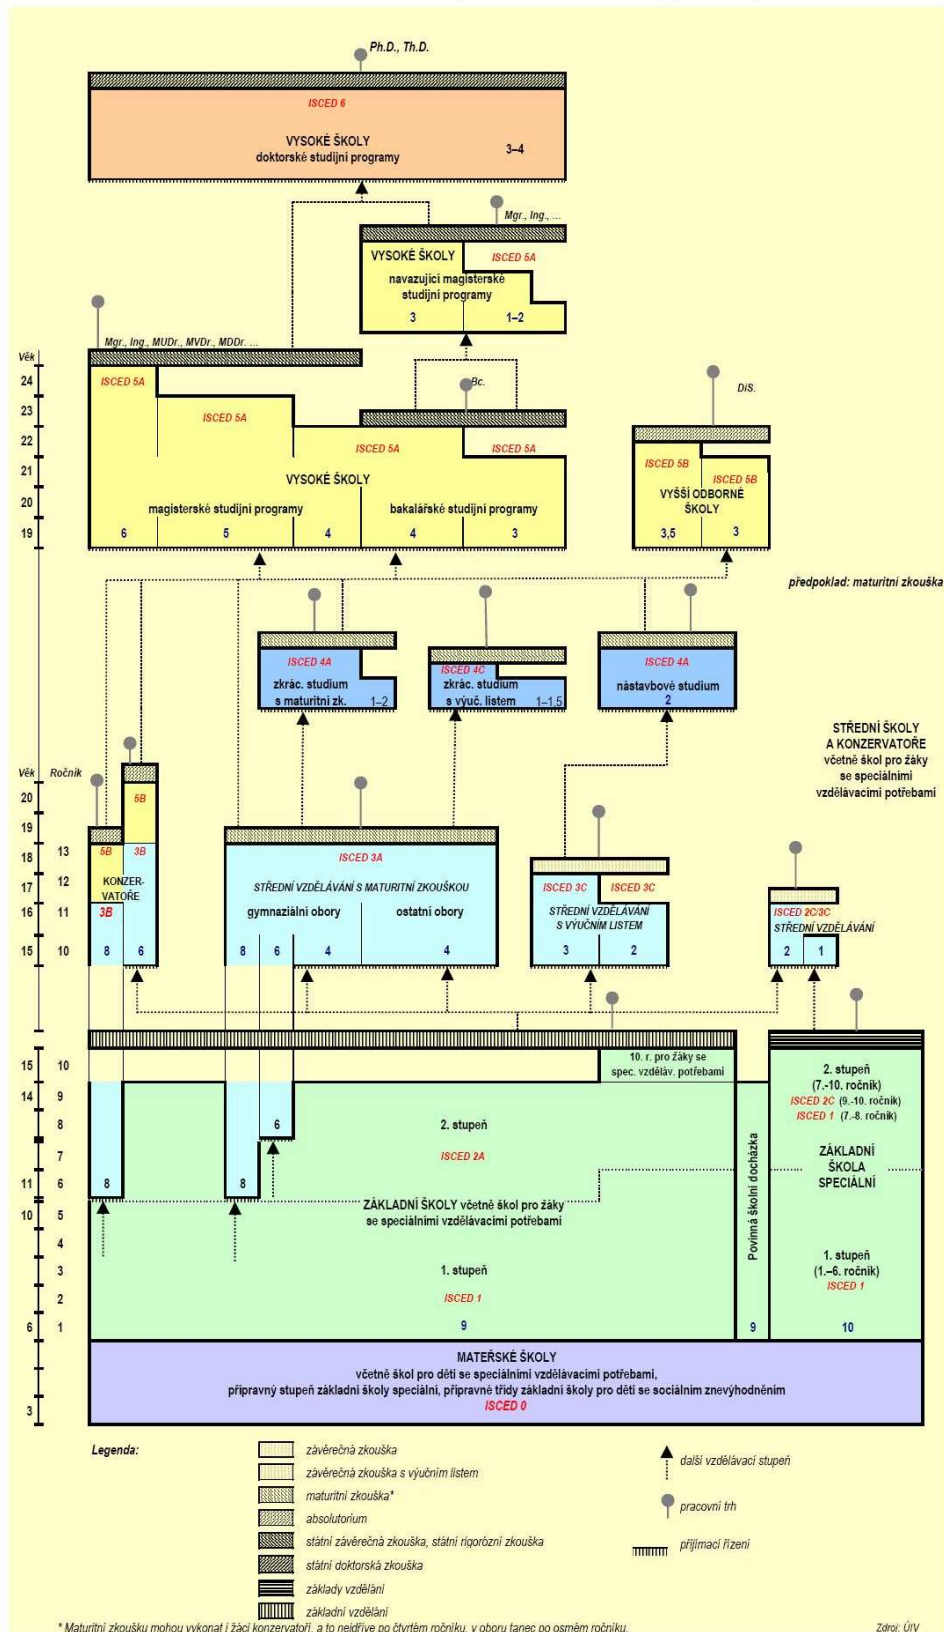 Ph.D., Th.D.
ISCED 6
VYSOKÉ ŠKOLY
doktorské studijní programy
3–4
Mgr., Ing., ...
VYSOKÉ ŠKOLY
ISCED 5A
navazující magisterské
studijní programy
3
1–2
Mgr., Ing., MUDr., MVDr., MDDr. ...
Věk
24
23
22
21
20
19
ISCED 5A
ISCED 5A
ISCED 5A
ISCED 5A
Bc.
VYSOKÉ ŠKOLY
magisterské studijní programy
bakalářské studijní programy
6
5
4
4
3
DiS.
ISCED 5B
ISCED 5B
VYŠŠÍ ODBORNÉ
ŠKOLY
3,5
3
předpoklad: maturitní zkouška
ISCED 4A
zkrác. studium
s maturitní zk.
1–2
ISCED 4C
zkrác. studium
s výuč. listem
1–1.5
ISCED 4A
nástavbové studium
2
STŘEDNÍ ŠKOLY
A KONZERVATOŘE
včetně škol pro žáky
se speciálními
vzdělávacími potřebami
Věk
Ročník
20
19
18
13
17
12
16
11
15
10
5B
5B
3B
KONZER-
VATOŘE
3B
8
6
ISCED 3A
STŘEDNÍ VZDĚLÁVÁNÍ S MATURITNÍ ZKOUŠKOU
gymnaziální obory
ostatní obory
8
6
4
4
ISCED 3C
ISCED 3C
STŘEDNÍ VZDĚLÁVÁNÍ
S VÝUČNÍM LISTEM
3
2
ISCED 2C/3C
STŘEDNÍ VZDĚLÁVÁNÍ
2
1
15
10
14
9
8
7
11
6
10
5
4
3
2
6
1
3
10. r. pro žáky se
spec. vzděláv. potřebami
8
8
6
2. stupeň
ISCED 2A
ZÁKLADNÍ ŠKOLY včetně škol pro žáky
se speciálními vzdělávacími potřebami
1. stupeň
ISCED 1
9
Povinná školní docházka
9
2. stupeň
(7.-10. ročník)
ISCED 2C (9.-10. ročník)
ISCED 1 (7.-8. ročník)
ZÁKLADNÍ
ŠKOLA
SPECIÁLNÍ
1. stupeň
(1.–6. ročník)
ISCED 1
10
MATEŘSKÉ ŠKOLY
včetně škol pro děti se speciálními vzdělávacími potřebami,
přípravný stupeň základní školy speciální, přípravné třídy základní školy pro děti se sociálním znevýhodněním
ISCED 0
Legenda:
závěrečná zkouška
závěrečná zkouška s výučním listem
maturitní zkouška*
absolutorium
státní závěrečná zkouška, státní rigorózní zkouška
státní doktorská zkouška
základy vzdělání
základní vzdělání
další vzdělávací stupeň
pracovní trh
přijímací řízení
* Maturitní zkoušku mohou vykonat i žáci konzervatoří, a to nejdříve po čtvrtém ročníku, v oboru tanec po osmém ročníku.
Zdroj: ÚIV